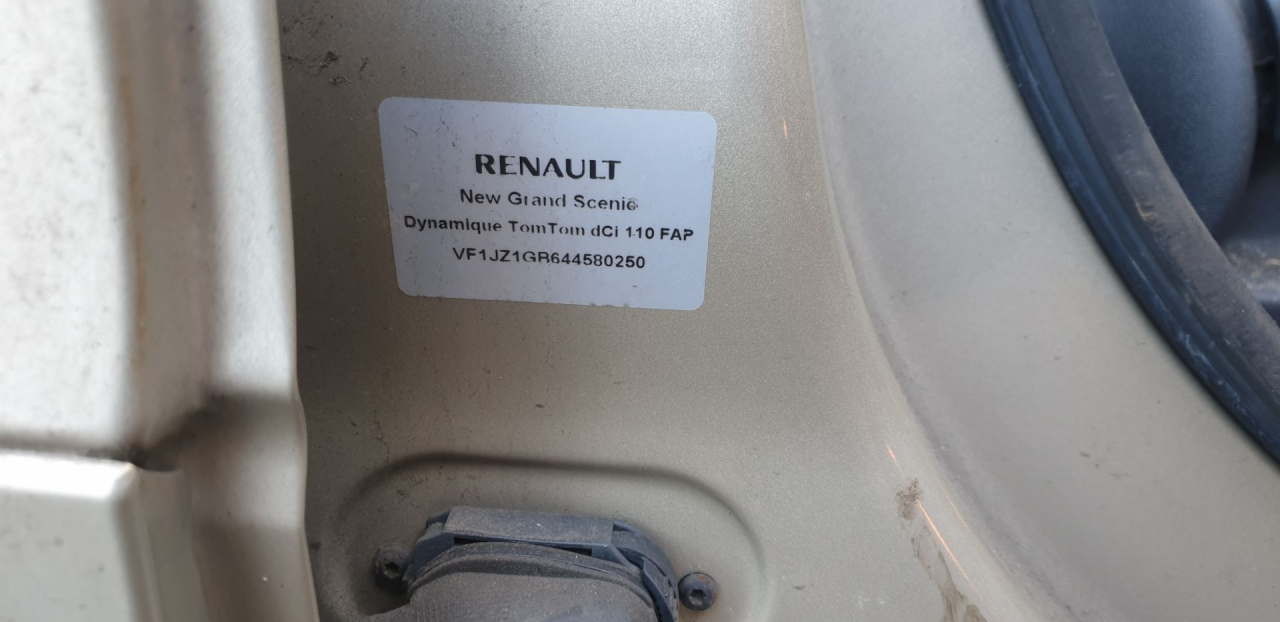 RENAULT
New Grand Scenic
Dynamique TomTom dCi 110 FAP
VF1JZ1GB644580250